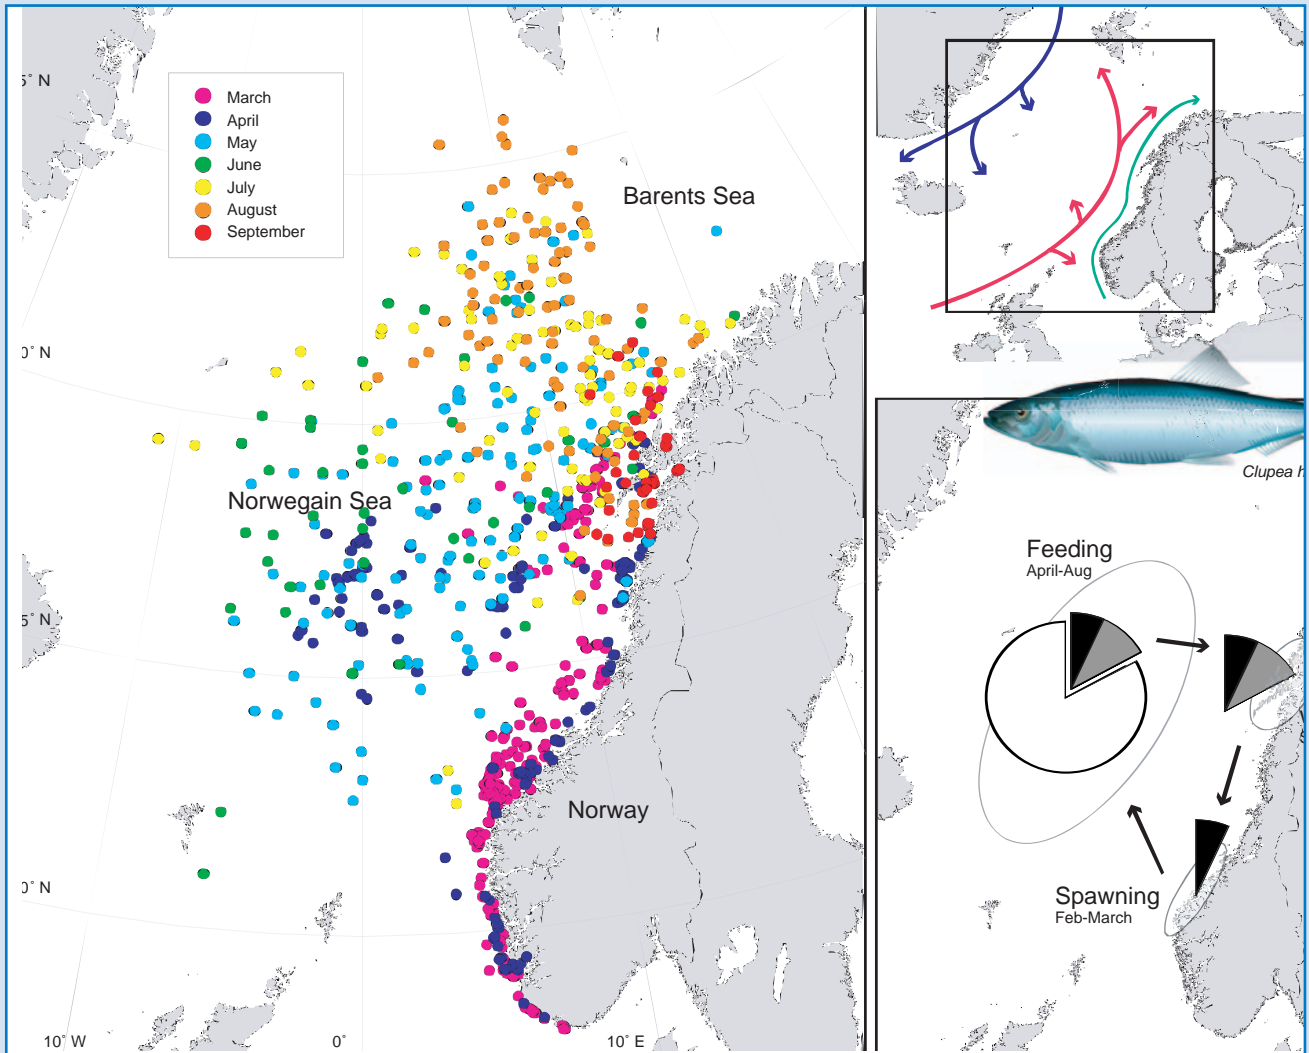 5° N
March
April
May
June
July
August
September
Barents Sea
0° N
Norwegain Sea
5° N
Norway
0° N
10° W
0°
10° E
Clupea h
Feeding
April-Aug
Spawning
Feb-March